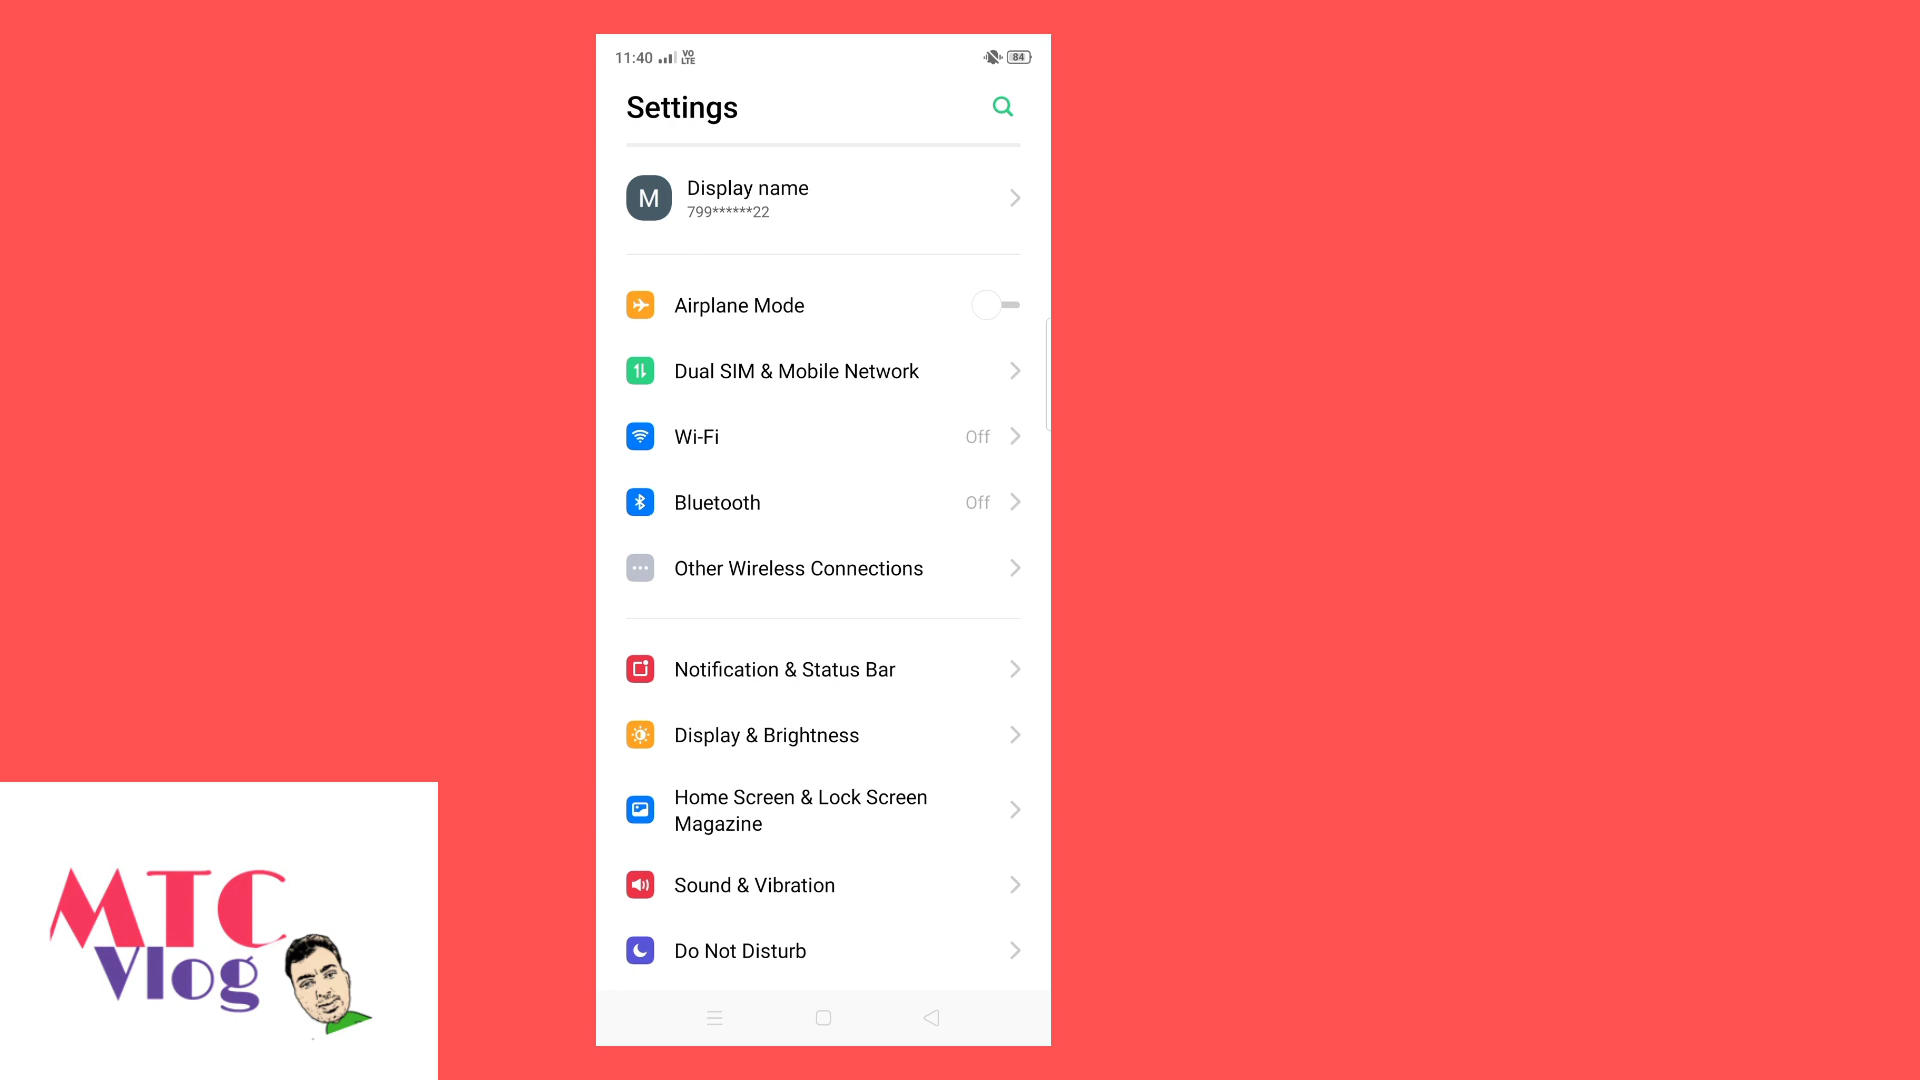 11:40 VO LTE 84
Settings
M
Display name
799******22
Airplane Mode
Dual SIM & Mobile Network
Wi-Fi Off
Bluetooth Off
Other Wireless Connections
Notification & Status Bar
Display & Brightness
Home Screen & Lock Screen
Magazine
Sound & Vibration
Do Not Disturb
MTC
Vlog